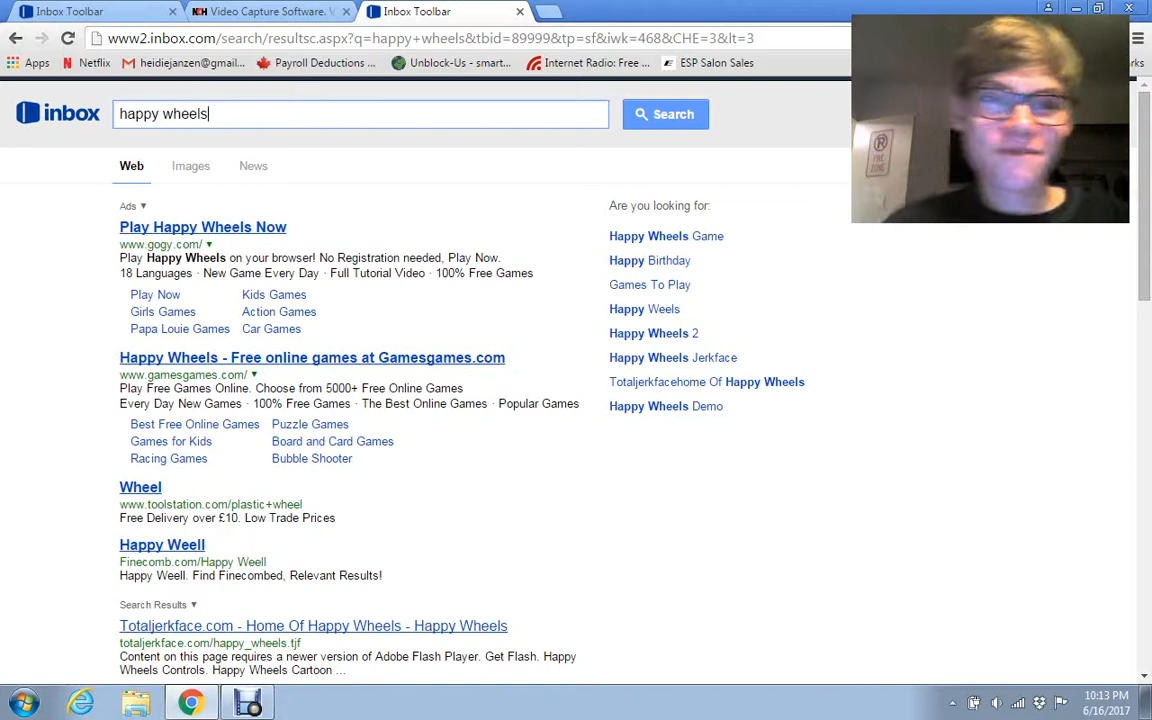 Inbox Toolbar
NCH Video Capture Software. V
Inbox Toolbar
www2.inbox.com/search/resultsc.aspx?q=happy+wheels&tbid=89999&tp=sf&iwk=468&CHE=3&lt=3
Apps
Netflix
heidiejanzen@gmail...
Payroll Deductions ...
Unblock-Us - smart...
Internet Radio: Free ...
ESP Salon Sales
inbox
happy wheels
Search
Web
Images
News
Ads
Play Happy Wheels Now
www.gogy.com/
Play Happy Wheels on your browser! No Registration needed, Play Now.
18 Languages · New Game Every Day · Full Tutorial Video · 100% Free Games
Play Now
Kids Games
Girls Games
Action Games
Papa Louie Games
Car Games
Happy Wheels - Free online games at Gamesgames.com
www.gamesgames.com/
Play Free Games Online. Choose from 5000+ Free Online Games
Every Day New Games · 100% Free Games · The Best Online Games · Popular Games
Best Free Online Games
Puzzle Games
Games for Kids
Board and Card Games
Racing Games
Bubble Shooter
Wheel
www.toolstation.com/plastic+wheel
Free Delivery over £10. Low Trade Prices
Happy Weell
Finecomb.com/Happy Weell
Happy Weell. Find Finecombed, Relevant Results!
Search Results
Totaljerkface.com - Home Of Happy Wheels - Happy Wheels
totaljerkface.com/happy_wheels.tjf
Content on this page requires a newer version of Adobe Flash Player. Get Flash. Happy
Wheels Controls. Happy Wheels Cartoon ...
Are you looking for:
Happy Wheels Game
Happy Birthday
Games To Play
Happy Weels
Happy Wheels 2
Happy Wheels Jerkface
Totaljerkfacehome Of Happy Wheels
Happy Wheels Demo
FIRE
ZONE
10:13 PM
6/16/2017